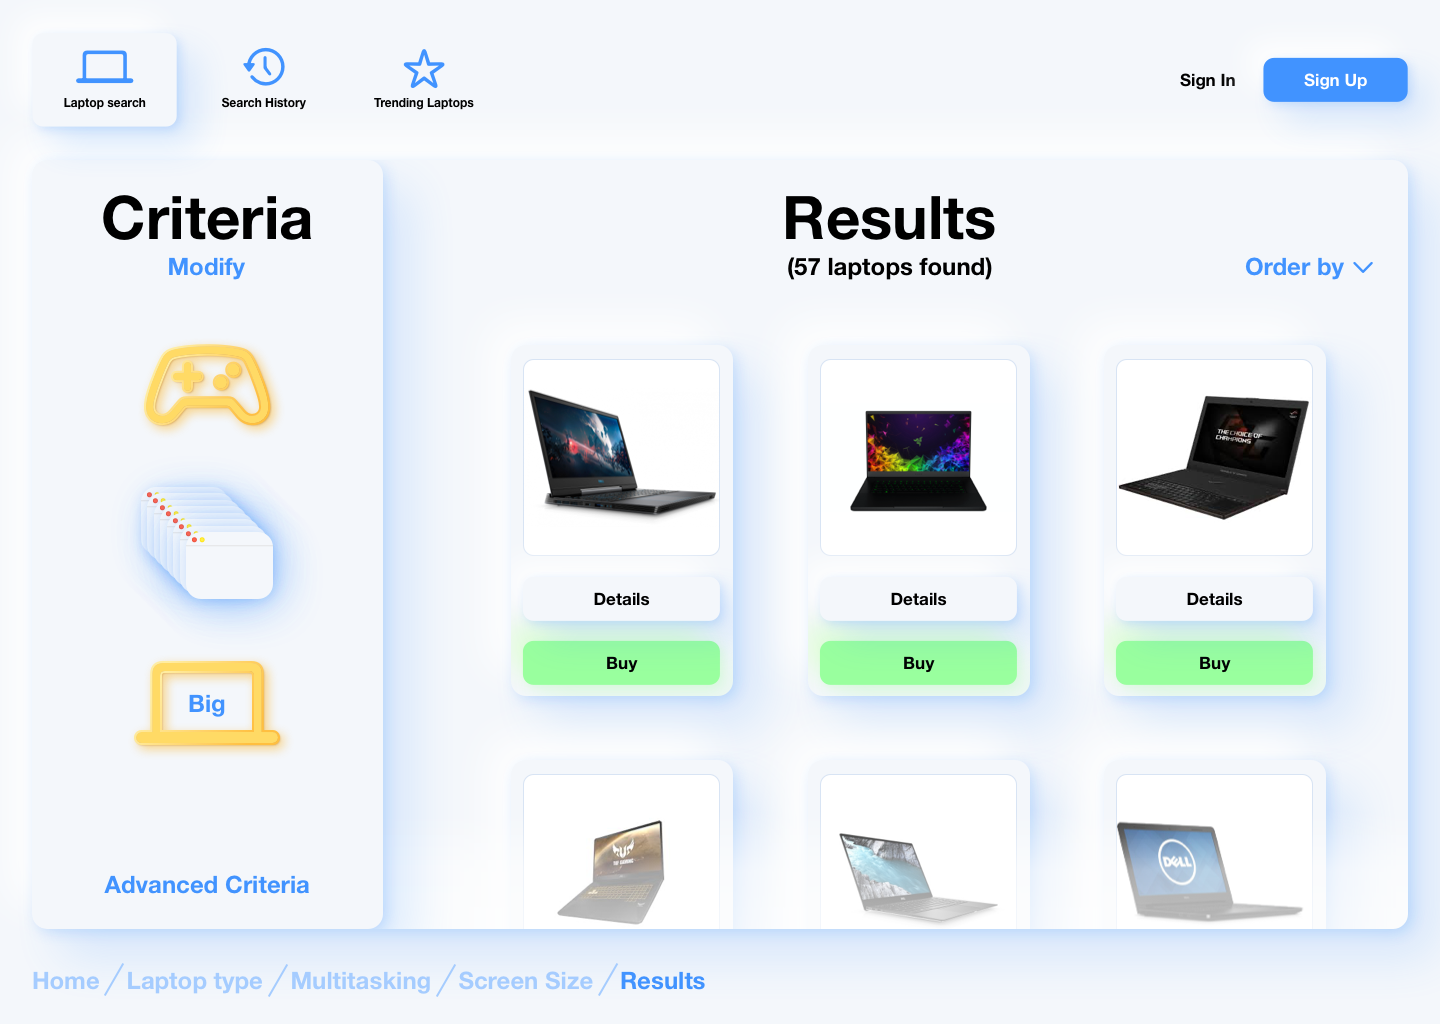 Laptop search
Search History
Trending Laptops
Sign In
Sign Up
Criteria
Modify
Big
Advanced Criteria
Results
(57 laptops found)
Order by
THE CHOICE OF
CHAMPIONS
Details
Details
Details
Buy
Buy
Buy
TUF GAMING
DELL
Home / Laptop type / Multitasking / Screen Size / Results